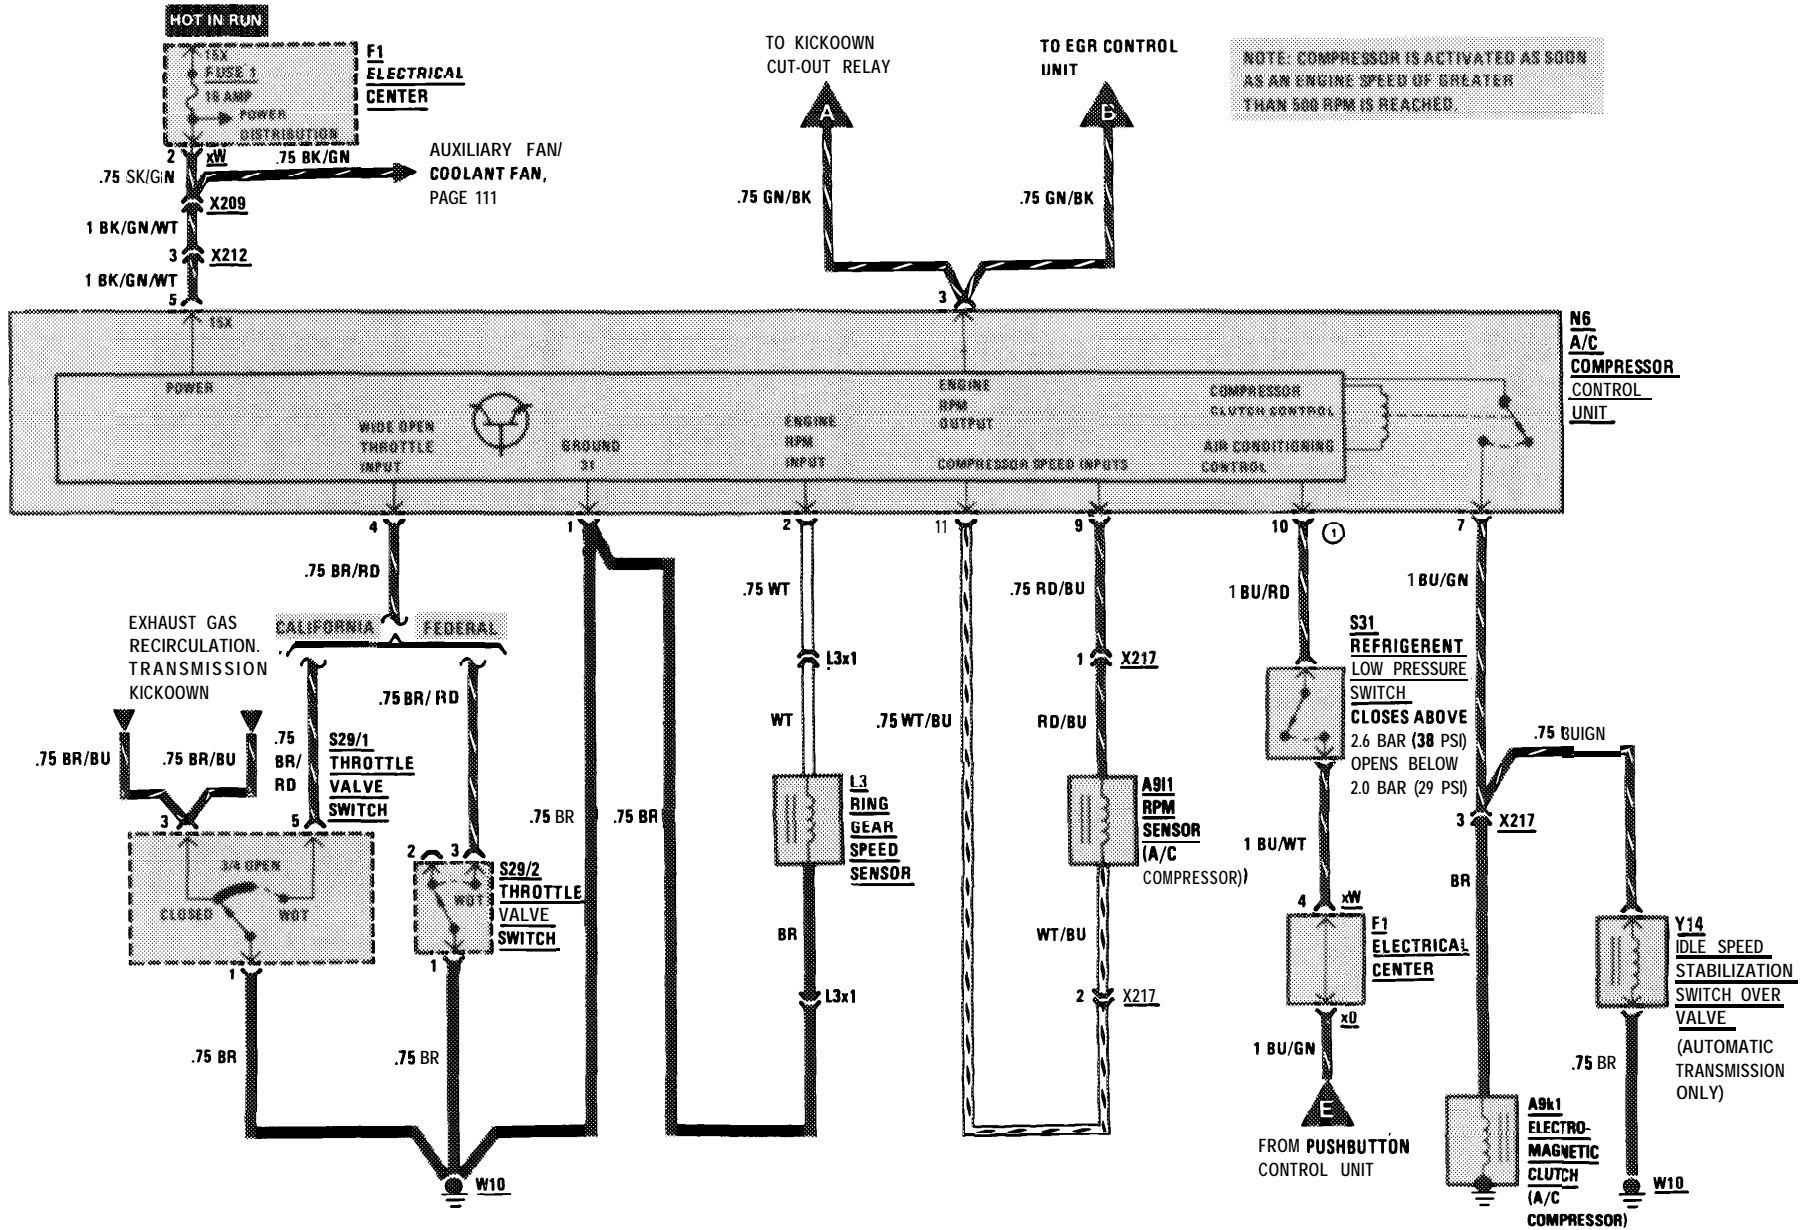 HOT IN RUN
15X
FUSE 1
16 AMP
POWER
DISTRIBUTION
F1
ELECTRICAL
CENTER
2
xW
.75 BK/GN
.75 SK/GN
AUXILIARY FAN/
COOLANT FAN,
PAGE 111
X209
1 BK/GN/WT
3
X212
1 BK/GN/WT
5
TO KICKOOWN
CUT-OUT RELAY
A
.75 GN/BK
TO EGR CONTROL
UNIT
B
.75 GN/BK
3
NOTE: COMPRESSOR IS ACTIVATED AS SOON
AS AN ENGINE SPEED OF GREATER
THAN 500 RPM IS REACHED.
N6
A/C
COMPRESSOR
CONTROL
UNIT
15X
POWER
WIDE OPEN
THROTTLE
INPUT
GROUND
31
ENGINE
RPM
INPUT
ENGINE
RPM
OUTPUT
COMPRESSOR SPEED INPUTS
COMPRESSOR
CLUTCH CONTROL
AIR CONDITIONING
CONTROL
4
1
2
11
9
10
1
7
.75 BR/RD
CALIFORNIA
FEDERAL
EXHAUST GAS
RECIRCULATION.
TRANSMISSION
KICKOOWN
.75 BR/BU
.75 BR/BU
.75
BR/
RD
S29/1
THROTTLE
VALVE
SWITCH
.75 BR/ RD
3
5
3/4 OPEN
CLOSED
WOT
1
2
3
WOT
S29/2
THROTTLE
VALVE
SWITCH
1
.75 BR
.75 BR
.75 BR
.75 BR
W10
.75 WT
L3x1
WT
L3
RING
GEAR
SPEED
SENSOR
BR
L3x1
.75 WT/BU
.75 RD/BU
1
X217
RD/BU
A9l1
RPM
SENSOR
(A/C
COMPRESSOR))
WT/BU
2
X217
1 BU/RD
S31
REFRIGERENT
LOW PRESSURE
SWITCH
CLOSES ABOVE
2.6 BAR (38 PSI)
OPENS BELOW
2.0 BAR (29 PSI)
1 BU/WT
4
xW
F1
ELECTRICAL
CENTER
x0
1 BU/GN
E
FROM PUSHBUTTON
CONTROL UNIT
1 BU/GN
.75 BUIGN
3
X217
BR
A9k1
ELECTRO-
MAGNETIC
CLUTCH
(A/C
COMPRESSOR)
Y14
IDLE SPEED
STABILIZATION
SWITCH OVER
VALVE
(AUTOMATIC
TRANSMISSION
ONLY)
.75 BR
W10